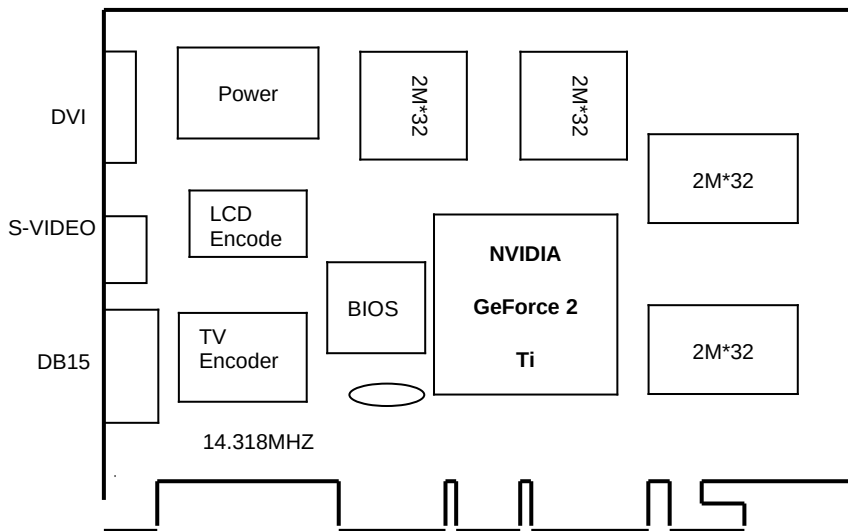 DVI
S-VIDEO
DB15
Power
2M*32
2M*32
2M*32
LCD
Encode
BIOS
NVIDIA
GeForce 2
Ti
TV
Encoder
2M*32
14.318MHZ